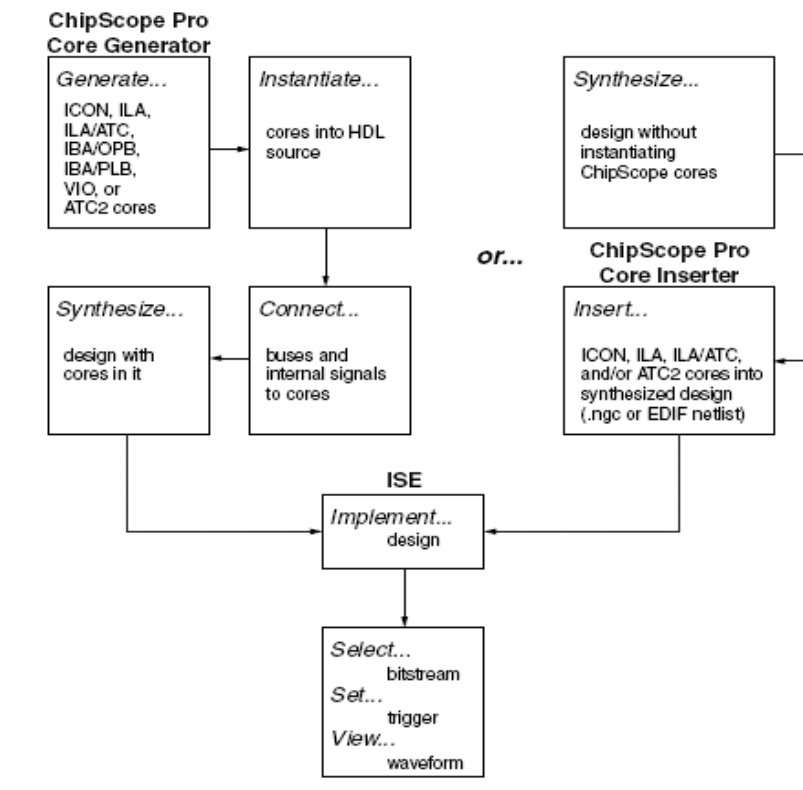 ChipScope Pro
Core Generator
Generate...
ICON, ILA,
ILA/ATC,
IBA/OPB,
IBA/PLB,
VIO, or
ATC2 cores
Instantiate...
cores into HDL
source
Synthesize...
design without
instantiating
ChipScope cores
or...
ChipScope Pro
Core Inserter
Synthesize...
design with
cores in it
Connect...
buses and
internal signals
to cores
Insert...
ICON, ILA, ILA/ATC,
and/or ATC2 cores into
synthesized design
(.ngc or EDIF netlist)
ISE
Implement...
design
Select...
bitstream
Set...
trigger
View...
waveform